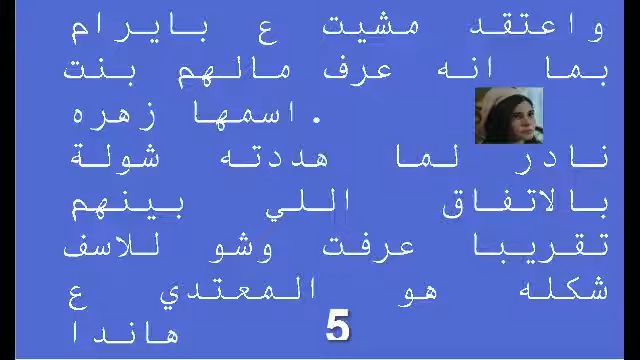 واعتقد مشيت ع بايرام
بما انه عرف مالهم بنت
اسمها زهره.
نادر لما هددته شولة
بالاتفاق اللي بينهم
تقريبا عرفت وشو للاسف
شكله هو المعتدي ع
هاندا
5